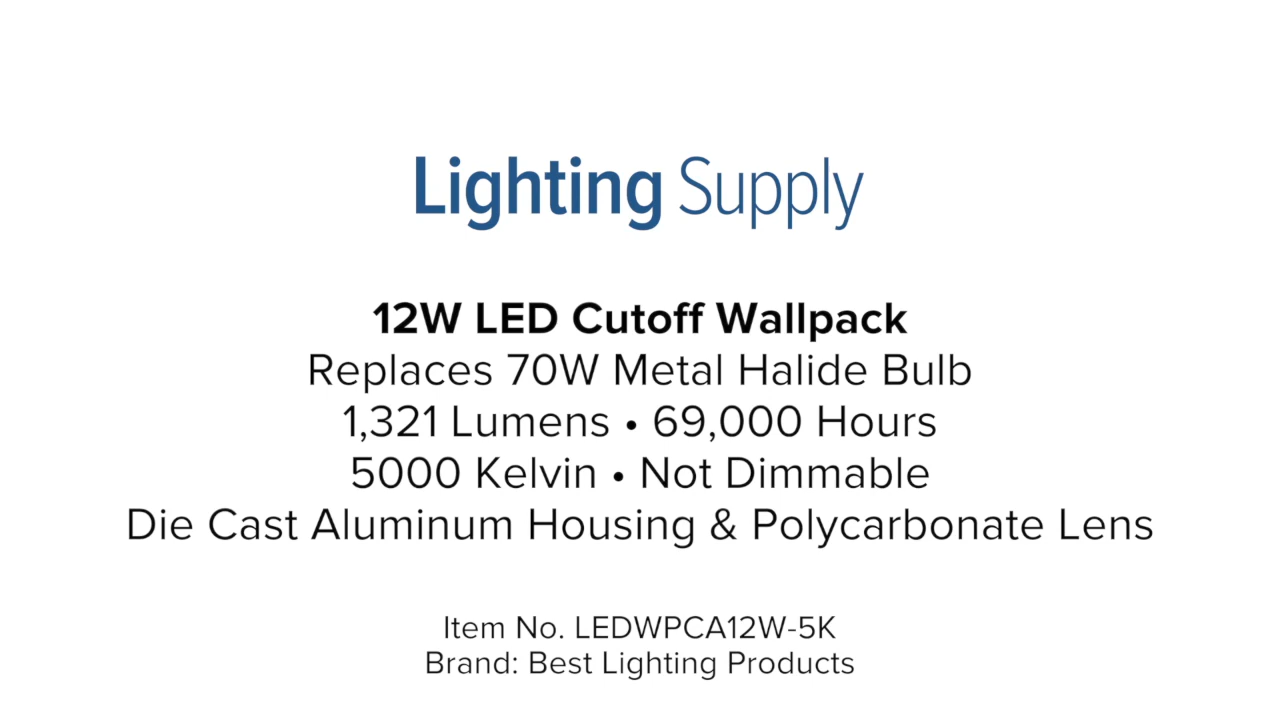 Lighting Supply
12W LED Cutoff Wallpack
Replaces 70W Metal Halide Bulb
1,321 Lumens • 69,000 Hours
5000 Kelvin • Not Dimmable
Die Cast Aluminum Housing & Polycarbonate Lens
Item No. LEDWPCA12W-5K
Brand: Best Lighting Products